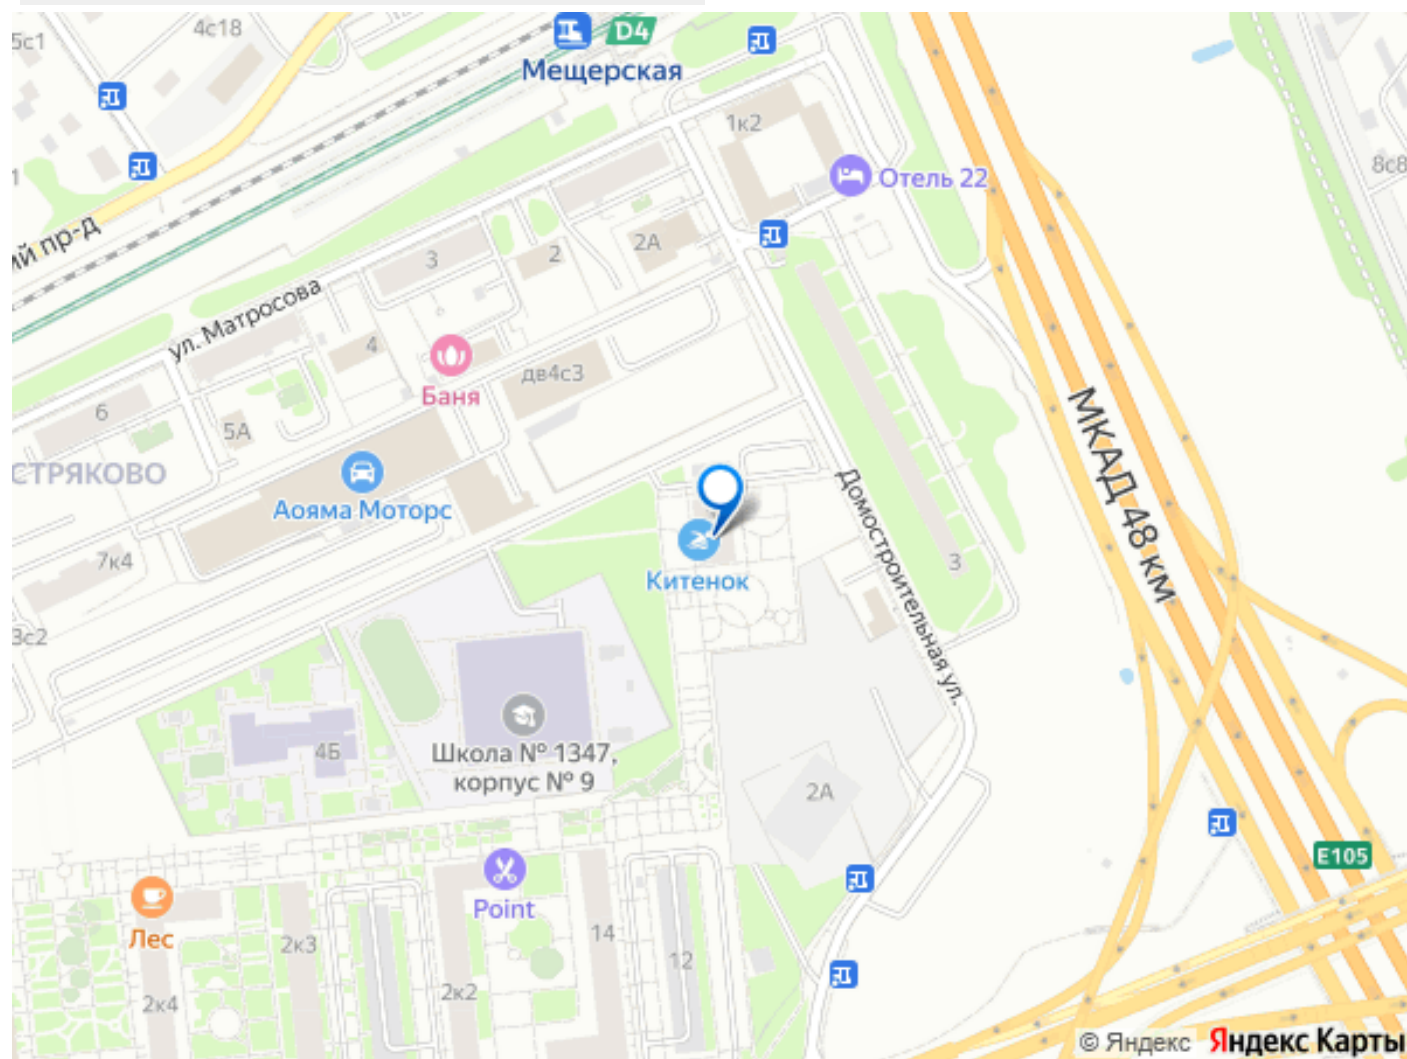 5с1
4с18
D4
Мещерская
1к2
8с8
Отель 22
ий пр-д
3
2
2А
ул. Матросова
4
дв4с3
Баня
6
5А
СТРЯКОВО
Аояма Моторс
МКАД 48 км
Домостроительная ул.
7к4
Китенок
3
3с2
4Б
Школа № 1347,
корпус № 9
2А
E105
Point
Лес
2к3
14
12
2к4
2к2
© Яндекс Яндекс Карты